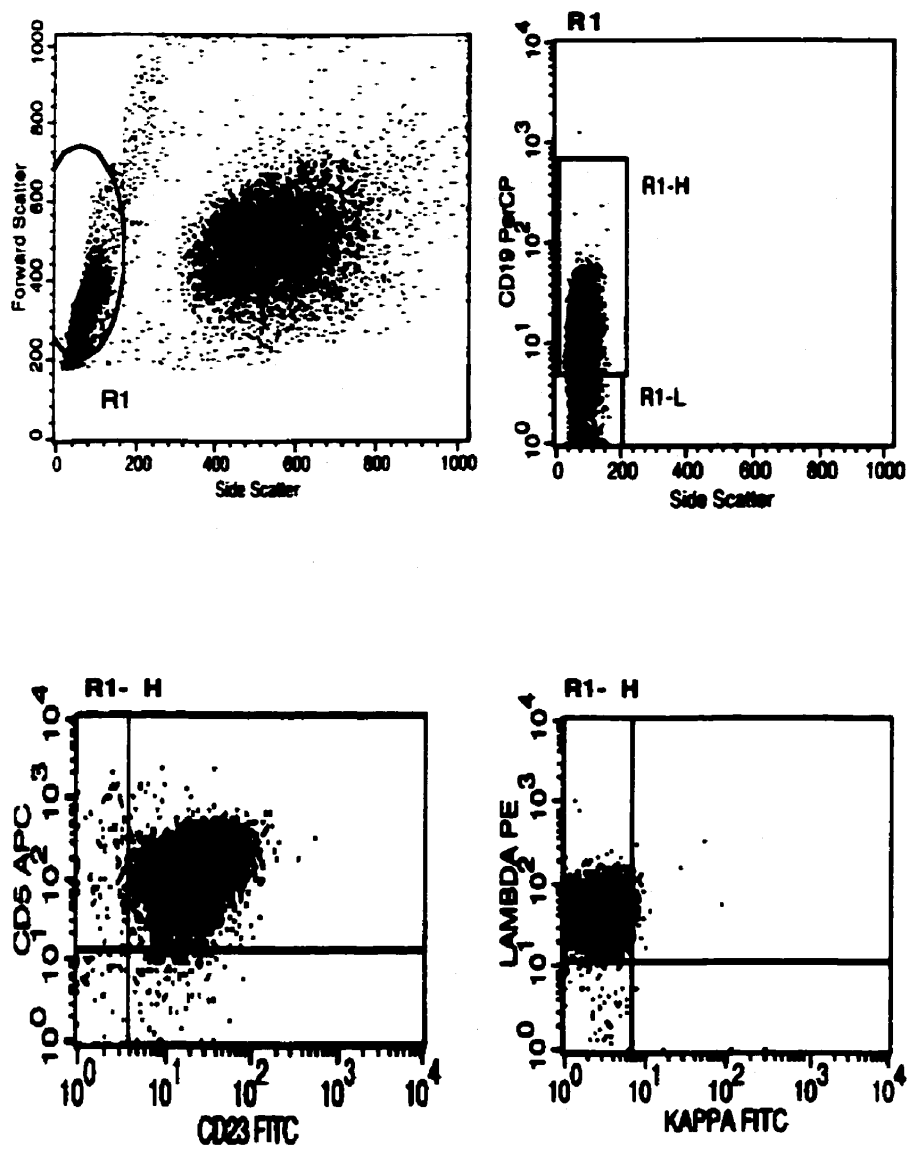 1000
800
600
400
200
0
Forward Scatter
R1
0 200 400 600 800 1000
Side Scatter
R1
10^4
10^3
10^2
10^1
10^0
CD19 PerCP
R1-H
R1-L
0 200 400 600 800 1000
Side Scatter
R1- H
10^4
10^3
10^2
10^1
10^0
CD5 APC
10^0 10^1 10^2 10^3 10^4
CD23 FITC
R1- H
10^4
10^3
10^2
10^1
10^0
LAMBDA PE
10^0 10^1 10^2 10^3 10^4
KAPPA FITC